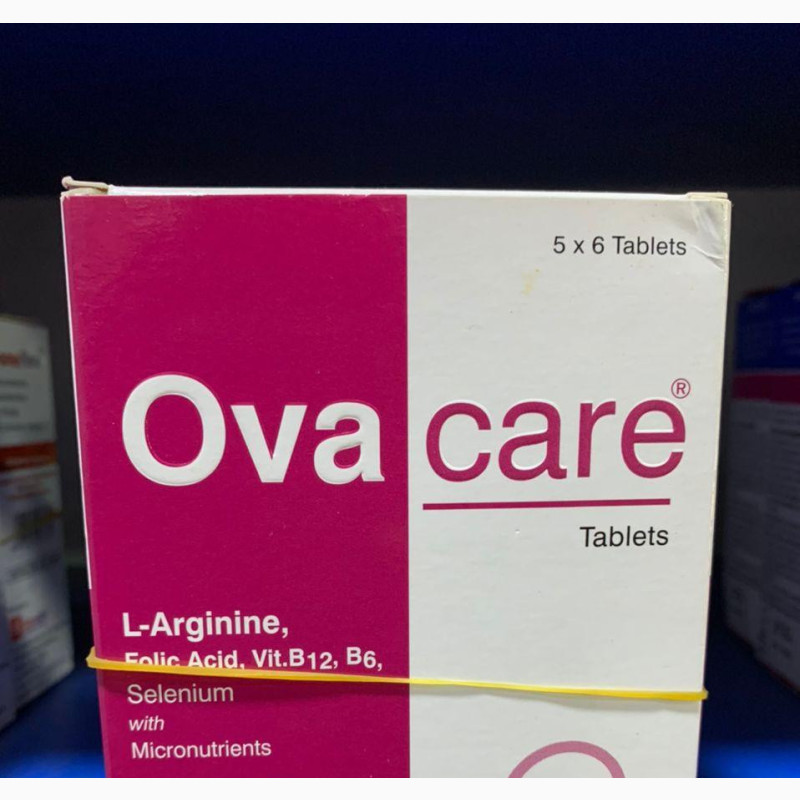 5 x 6 Tablets
Ova care®
Tablets
L-Arginine,
Folic Acid, Vit.B12, B6,
Selenium
with
Micronutrients